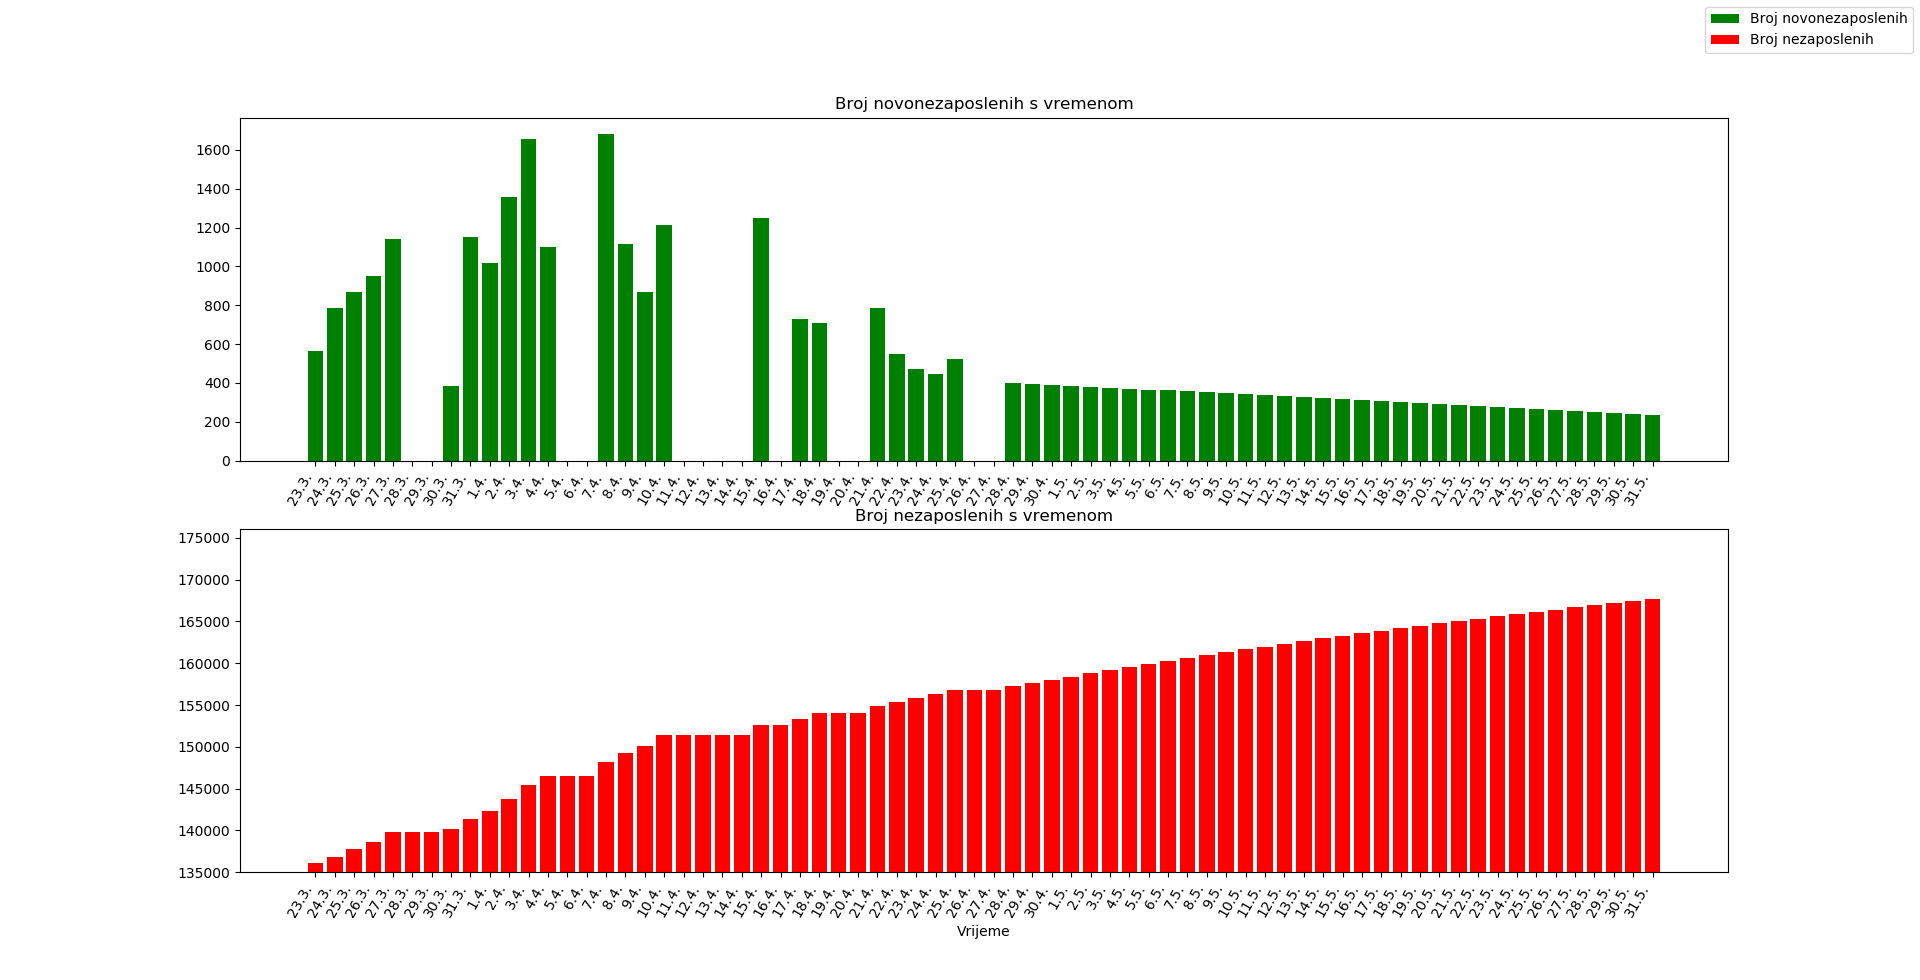 Broj novonezaposlenih
Broj nezaposlenih
Broj novonezaposlenih s vremenom
1600
1400
1200
1000
800
600
400
200
0
23.3. 24.3. 25.3. 26.3. 27.3. 28.3. 29.3. 30.3. 31.3. 1.4. 2.4. 3.4. 4.4. 5.4. 6.4. 7.4. 8.4. 9.4. 10.4. 11.4. 12.4. 13.4. 14.4. 15.4. 16.4. 17.4. 18.4. 19.4. 20.4. 21.4. 22.4. 23.4. 24.4. 25.4. 26.4. 27.4. 28.4. 29.4. 30.4. 1.5. 2.5. 3.5. 4.5. 5.5. 6.5. 7.5. 8.5. 9.5. 10.5. 11.5. 12.5. 13.5. 14.5. 15.5. 16.5. 17.5. 18.5. 19.5. 20.5. 21.5. 22.5. 23.5. 24.5. 25.5. 26.5. 27.5. 28.5. 29.5. 30.5. 31.5.
Broj nezaposlenih s vremenom
175000
170000
165000
160000
155000
150000
145000
140000
135000
23.3. 24.3. 25.3. 26.3. 27.3. 28.3. 29.3. 30.3. 31.3. 1.4. 2.4. 3.4. 4.4. 5.4. 6.4. 7.4. 8.4. 9.4. 10.4. 11.4. 12.4. 13.4. 14.4. 15.4. 16.4. 17.4. 18.4. 19.4. 20.4. 21.4. 22.4. 23.4. 24.4. 25.4. 26.4. 27.4. 28.4. 29.4. 30.4. 1.5. 2.5. 3.5. 4.5. 5.5. 6.5. 7.5. 8.5. 9.5. 10.5. 11.5. 12.5. 13.5. 14.5. 15.5. 16.5. 17.5. 18.5. 19.5. 20.5. 21.5. 22.5. 23.5. 24.5. 25.5. 26.5. 27.5. 28.5. 29.5. 30.5. 31.5.
Vrijeme